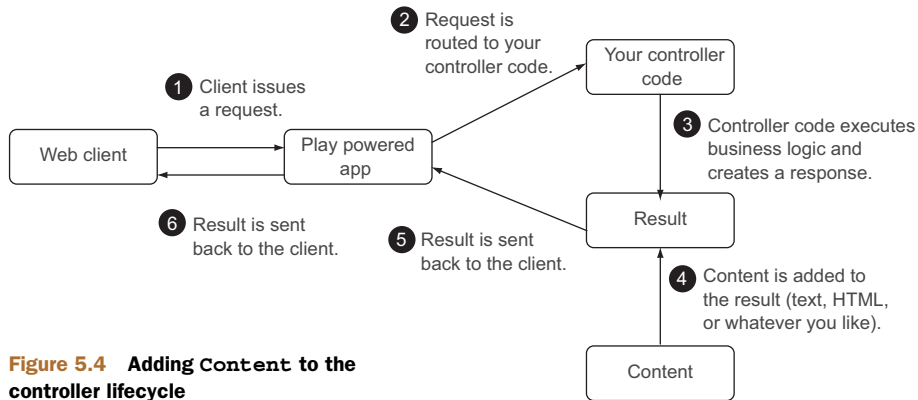 2 Request is
routed to your
controller code.
Your controller
code
1 Client issues
a request.
3 Controller code executes
business logic and
creates a response.
Web client
Play powered
app
Result
6 Result is sent
back to the client.
5 Result is sent
back to the client.
4 Content is added to
the result (text, HTML,
or whatever you like).
Content
Figure 5.4 Adding Content to the
controller lifecycle